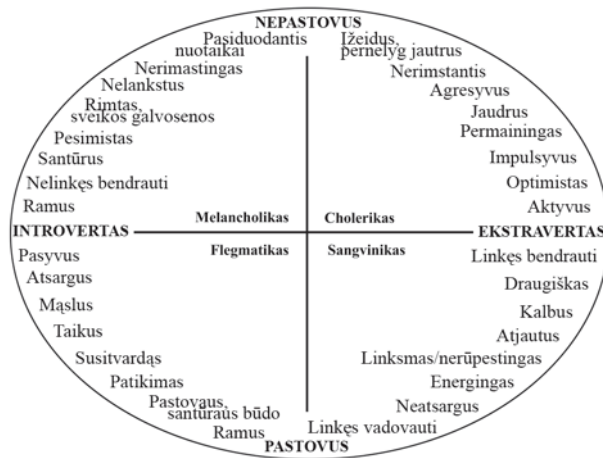 NEPASTOVUS
Pasiduodantis
nuotaikai
Nerimastingas
Nelankstus
Rimtas,
sveikos galvosenos
Pesimistas
Santūrus
Nelinkęs bendrauti
Ramus
Įžeidus,
pernelyg jautrus
Nerimstantis
Agresyvus
Jaudrus
Permainingas
Impulsyvus
Optimistas
Aktyvus
Melancholikas
Cholerikas
INTROVERTAS
EKSTRAVERTAS
Flegmatikas
Sangvinikas
Pasyvus
Atsargus
Mąslus
Taikus
Susitvardąs
Patikimas
Pastovaus,
santūraus būdo
Ramus
Linkęs bendrauti
Draugiškas
Kalbus
Atjautus
Linksmas/nerūpestingas
Energingas
Neatsargus
Linkęs vadovauti
PASTOVUS